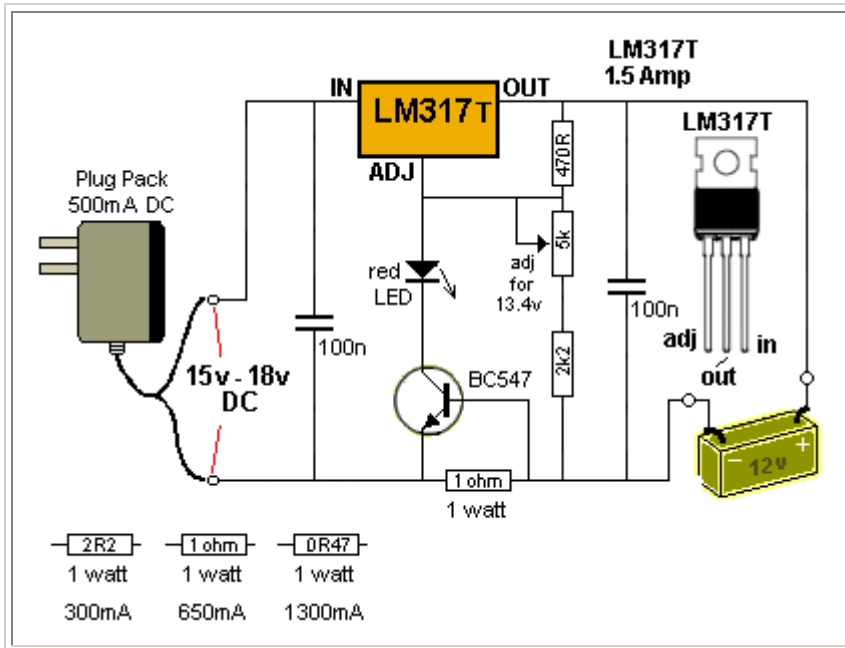 LM317T
1.5 Amp
IN
OUT
LM317T
ADJ
LM317T
Plug Pack
500mA DC
470R
5k
adj
for
13.4v
red
LED
100n
100n
2k2
adj
out
in
15v - 18v
DC
BC547
1 ohm
1 watt
12V
−
+
2R2
1 watt
300mA
1 ohm
1 watt
650mA
0R47
1 watt
1300mA